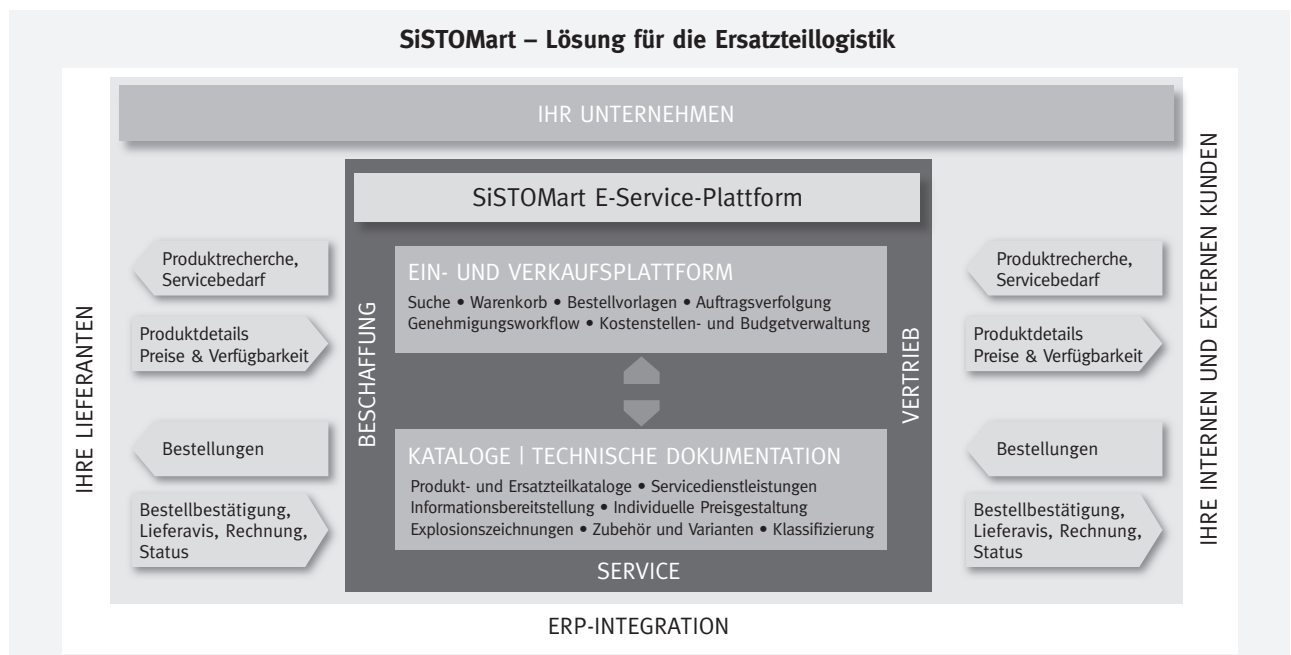 SiSTOMart – Lösung für die Ersatzteillogistik
IHR UNTERNEHMEN
SiSTOMart E-Service-Plattform
IHRE LIEFERANTEN
Produktrecherche,
Servicebedarf
Produktdetails
Preise & Verfügbarkeit
Bestellungen
Bestellbestätigung,
Lieferavis, Rechnung,
Status
BESCHAFFUNG
EIN- UND VERKAUFSPLATTFORM
Suche • Warenkorb • Bestellvorlagen • Auftragsverfolgung
Genehmigungsworkflow • Kostenstellen- und Budgetverwaltung
KATALOGE | TECHNISCHE DOKUMENTATION
Produkt- und Ersatzteilkataloge • Servicedienstleistungen
Informationsbereitstellung • Individuelle Preisgestaltung
Explosionszeichnungen • Zubehör und Varianten • Klassifizierung
SERVICE
VERTRIEB
Produktrecherche,
Servicebedarf
Produktdetails
Preise & Verfügbarkeit
Bestellungen
Bestellbestätigung,
Lieferavis, Rechnung,
Status
IHRE INTERNEN UND EXTERNEN KUNDEN
ERP-INTEGRATION